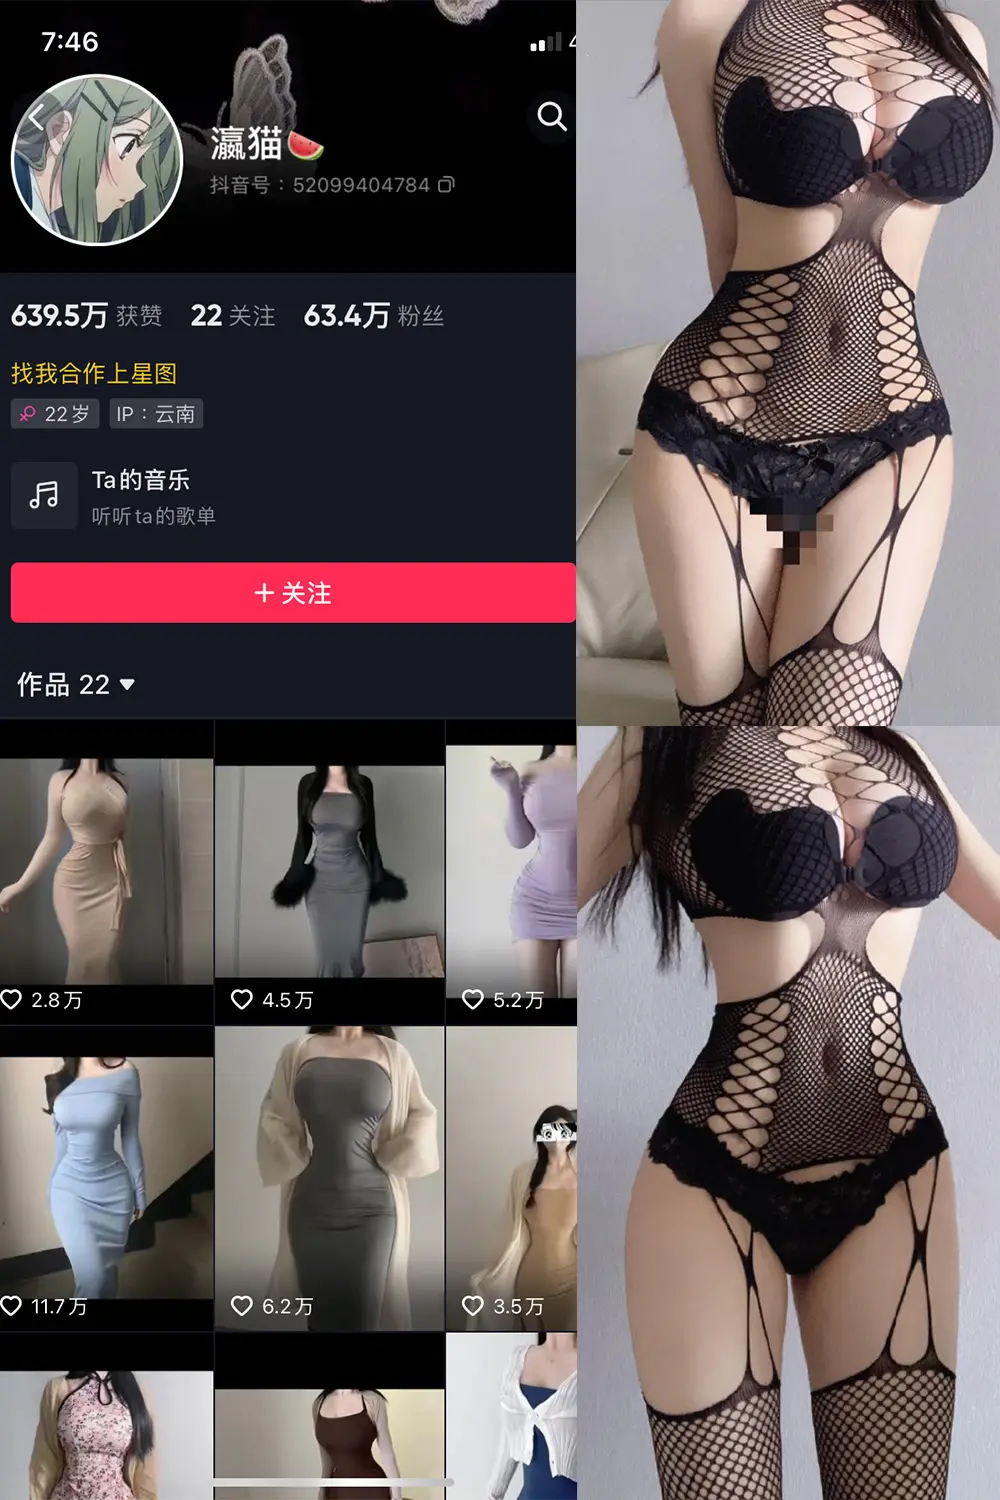 7:46
4
瀛猫🍉
抖音号：52099404784
639.5万 获赞 22 关注 63.4万 粉丝
找我合作上星图
22岁 IP：云南
Ta的音乐
听听ta的歌单
+ 关注
作品 22
2.8万 4.5万 5.2万
11.7万 6.2万 3.5万